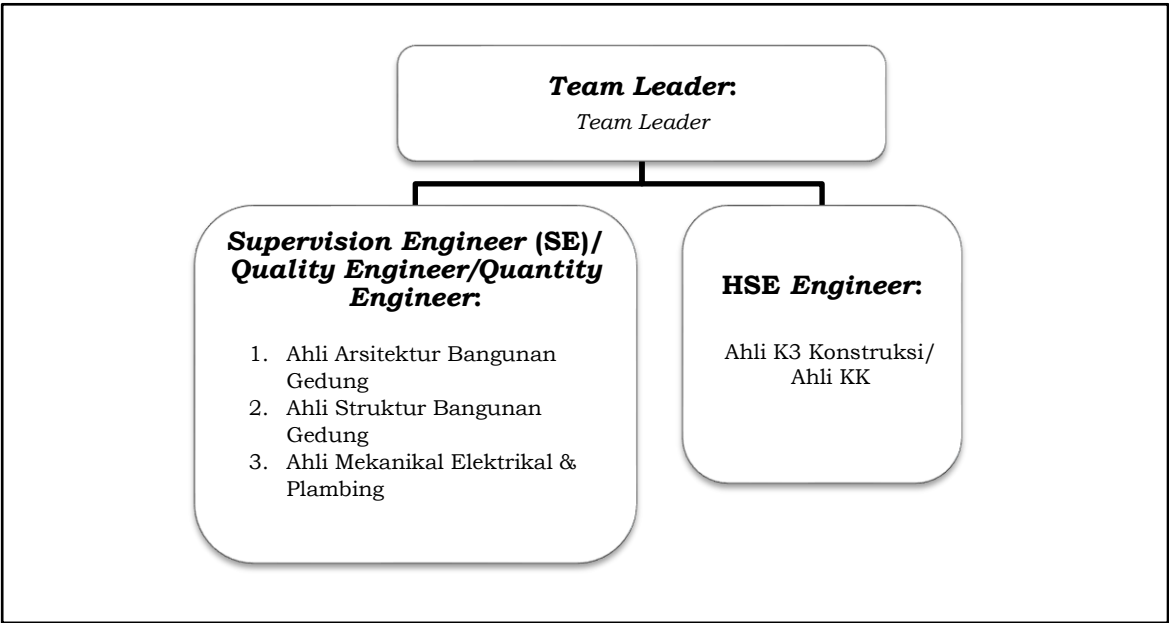 Team Leader:
Team Leader
Supervision Engineer (SE)/
Quality Engineer/Quantity
Engineer:
1. Ahli Arsitektur Bangunan
Gedung
2. Ahli Struktur Bangunan
Gedung
3. Ahli Mekanikal Elektrikal &
Plambing
HSE Engineer:
Ahli K3 Konstruksi/
Ahli KK